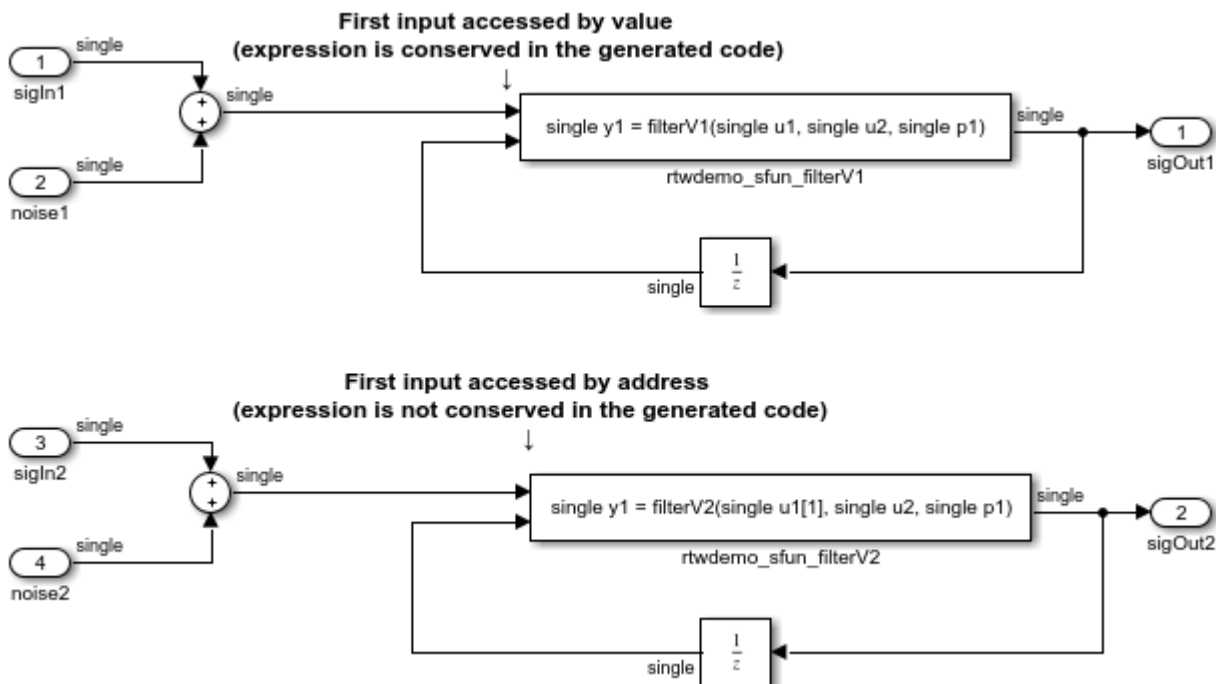 First input accessed by value
(expression is conserved in the generated code)
↓
1
single
sigIn1
+
+
single
2
single
noise1
single y1 = filterV1(single u1, single u2, single p1)
rtwdemo_sfun_filterV1
single
1
sigOut1
1
z
single
First input accessed by address
(expression is not conserved in the generated code)
↓
3
single
sigIn2
+
+
single
4
single
noise2
single y1 = filterV2(single u1[1], single u2, single p1)
rtwdemo_sfun_filterV2
single
2
sigOut2
1
z
single